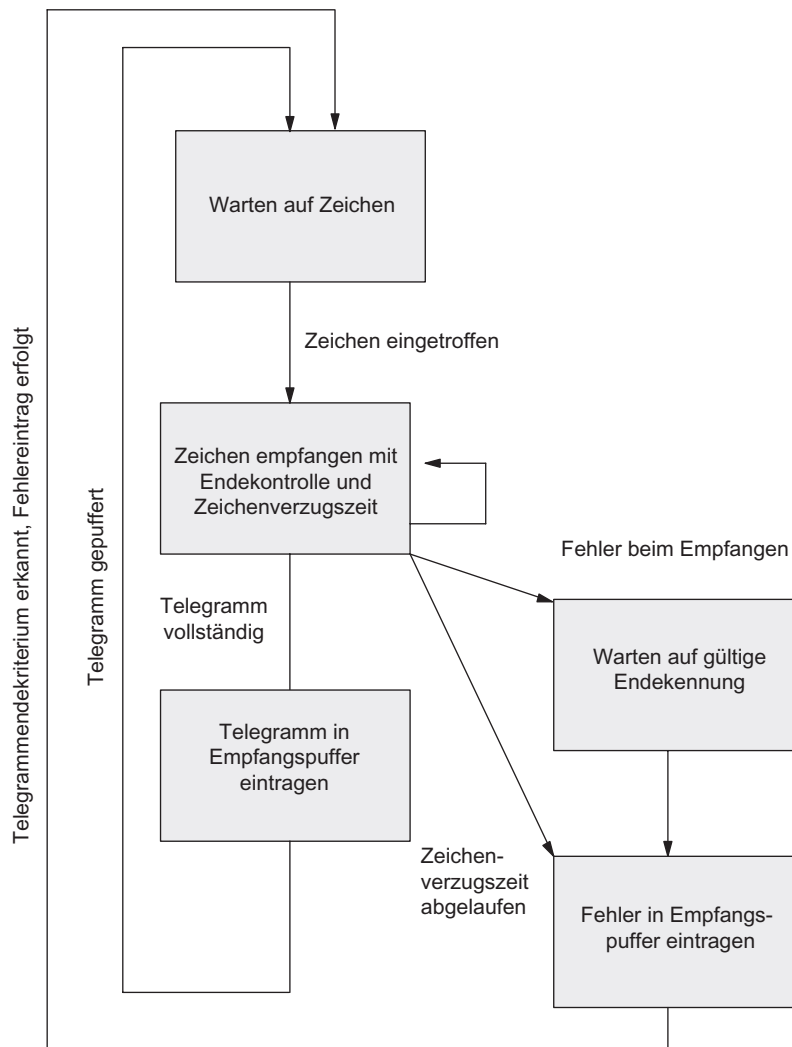 Warten auf Zeichen
Zeichen eingetroffen
Zeichen empfangen mit
Endekontrolle und
Zeichenverzugszeit
Fehler beim Empfangen
Telegramm
vollständig
Warten auf gültige
Endekennung
Telegramm in
Empfangspuffer
eintragen
Zeichen-
verzugszeit
abgelaufen
Fehler in Empfangs-
puffer eintragen
Telegramm gepuffert
Telegrammendekriterium erkannt, Fehlereintrag erfolgt